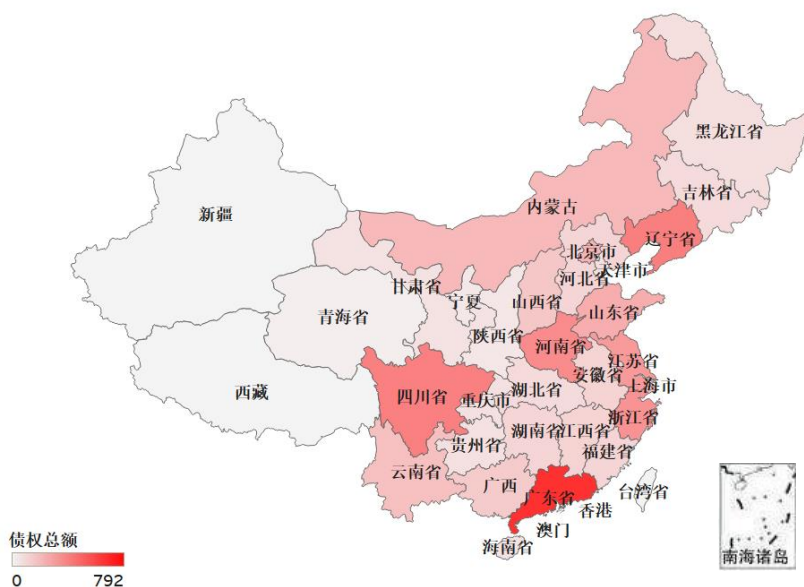 黑龙江省
吉林省
新疆
内蒙古
辽宁省
北京市
天津市
甘肃省
河北省
宁夏
山西省
青海省
山东省
陕西省
河南省
江苏省
安徽省
上海市
西藏
四川省
重庆市
湖北省
浙江省
湖南省
江西省
贵州省
福建省
云南省
广西
广东省
台湾省
香港
澳门
海南省
南海诸岛
债权总额
0
792